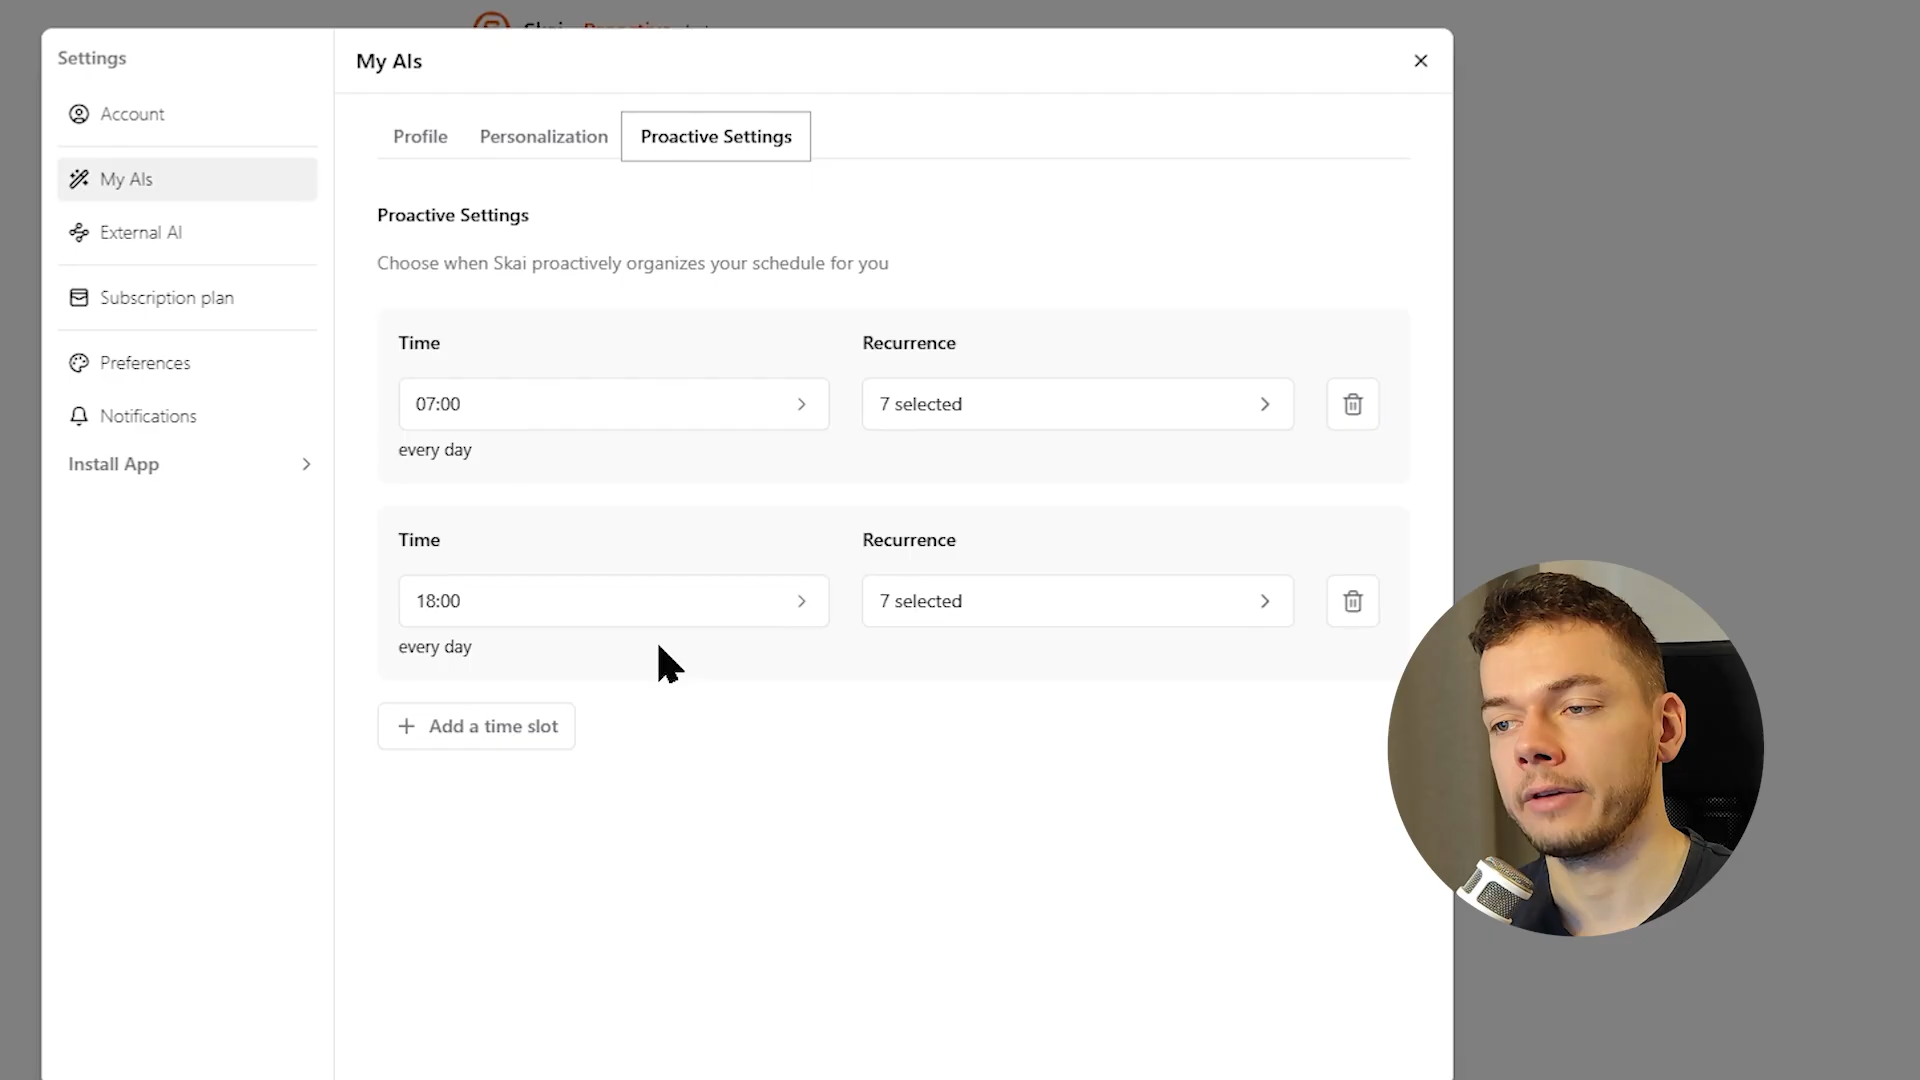 Settings
Account
My AIs
External AI
Subscription plan
Preferences
Notifications
Install App
My AIs
Profile
Personalization
Proactive Settings
Proactive Settings
Choose when Skai proactively organizes your schedule for you
Time
Recurrence
07:00
7 selected
every day
Time
Recurrence
18:00
7 selected
every day
Add a time slot